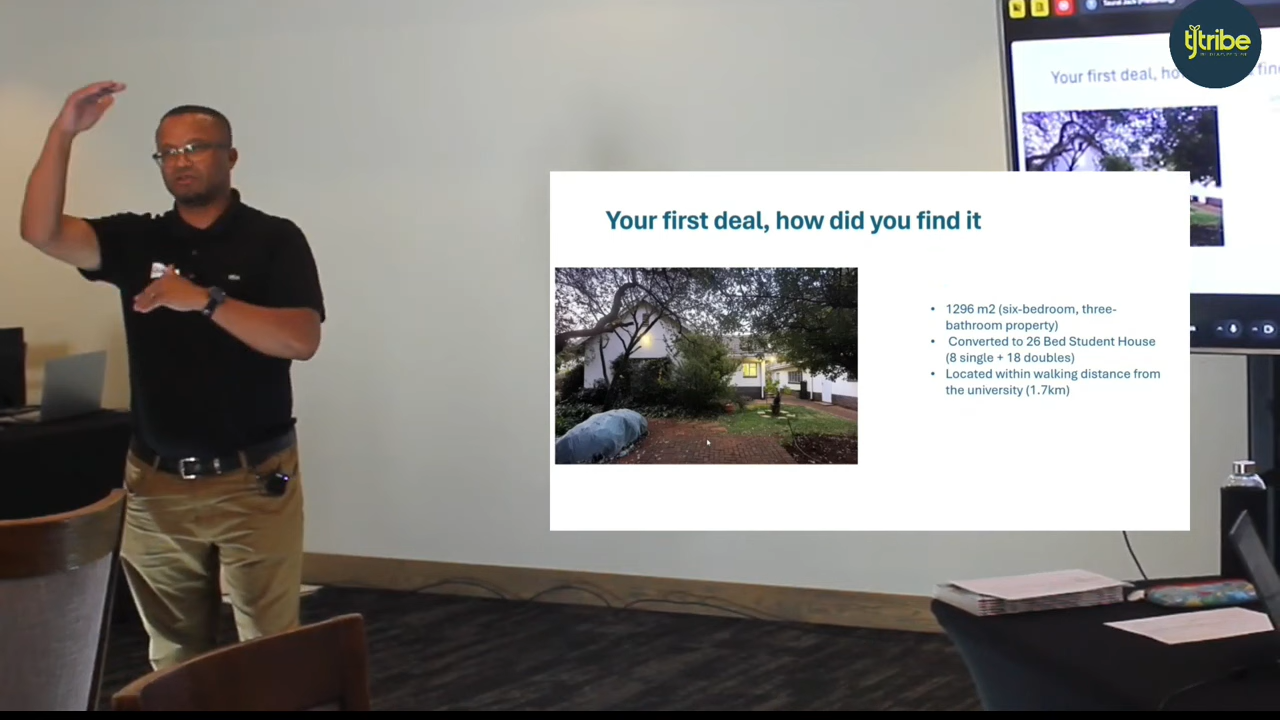 tjtribe
Your first deal, ho
fin
Your first deal, how did you find it
• 1296 m2 (six-bedroom, three-
bathroom property)
• Converted to 26 Bed Student House
(8 single + 18 doubles)
• Located within walking distance from
the university (1.7km)